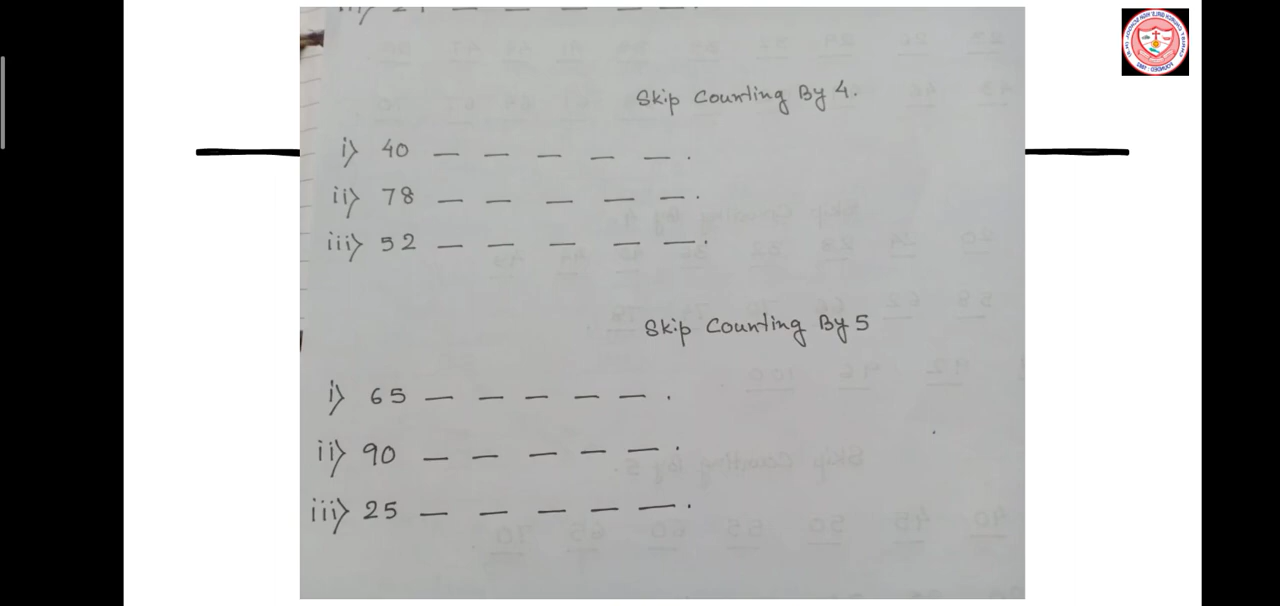 Skip Counting By 4.
i) 40 — — — — — .
ii) 78 — — — — — .
iii) 52 — — — — — .
Skip Counting By 5
i) 65 — — — — — .
ii) 90 — — — — — .
iii) 25 — — — — — .